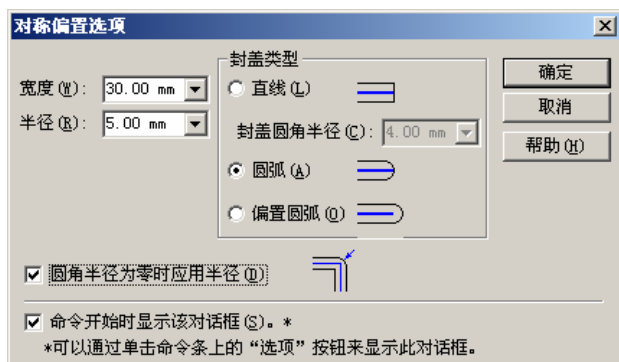 对称偏置选项
宽度(W): 30.00 mm
半径(R): 5.00 mm
封盖类型
直线(L)
封盖圆角半径(C): 4.00 mm
圆弧(A)
偏置圆弧(O)
确定
取消
帮助(H)
圆角半径为零时应用半径(D)
命令开始时显示该对话框(S)。*
*可以通过单击命令条上的“选项”按钮来显示此对话框。